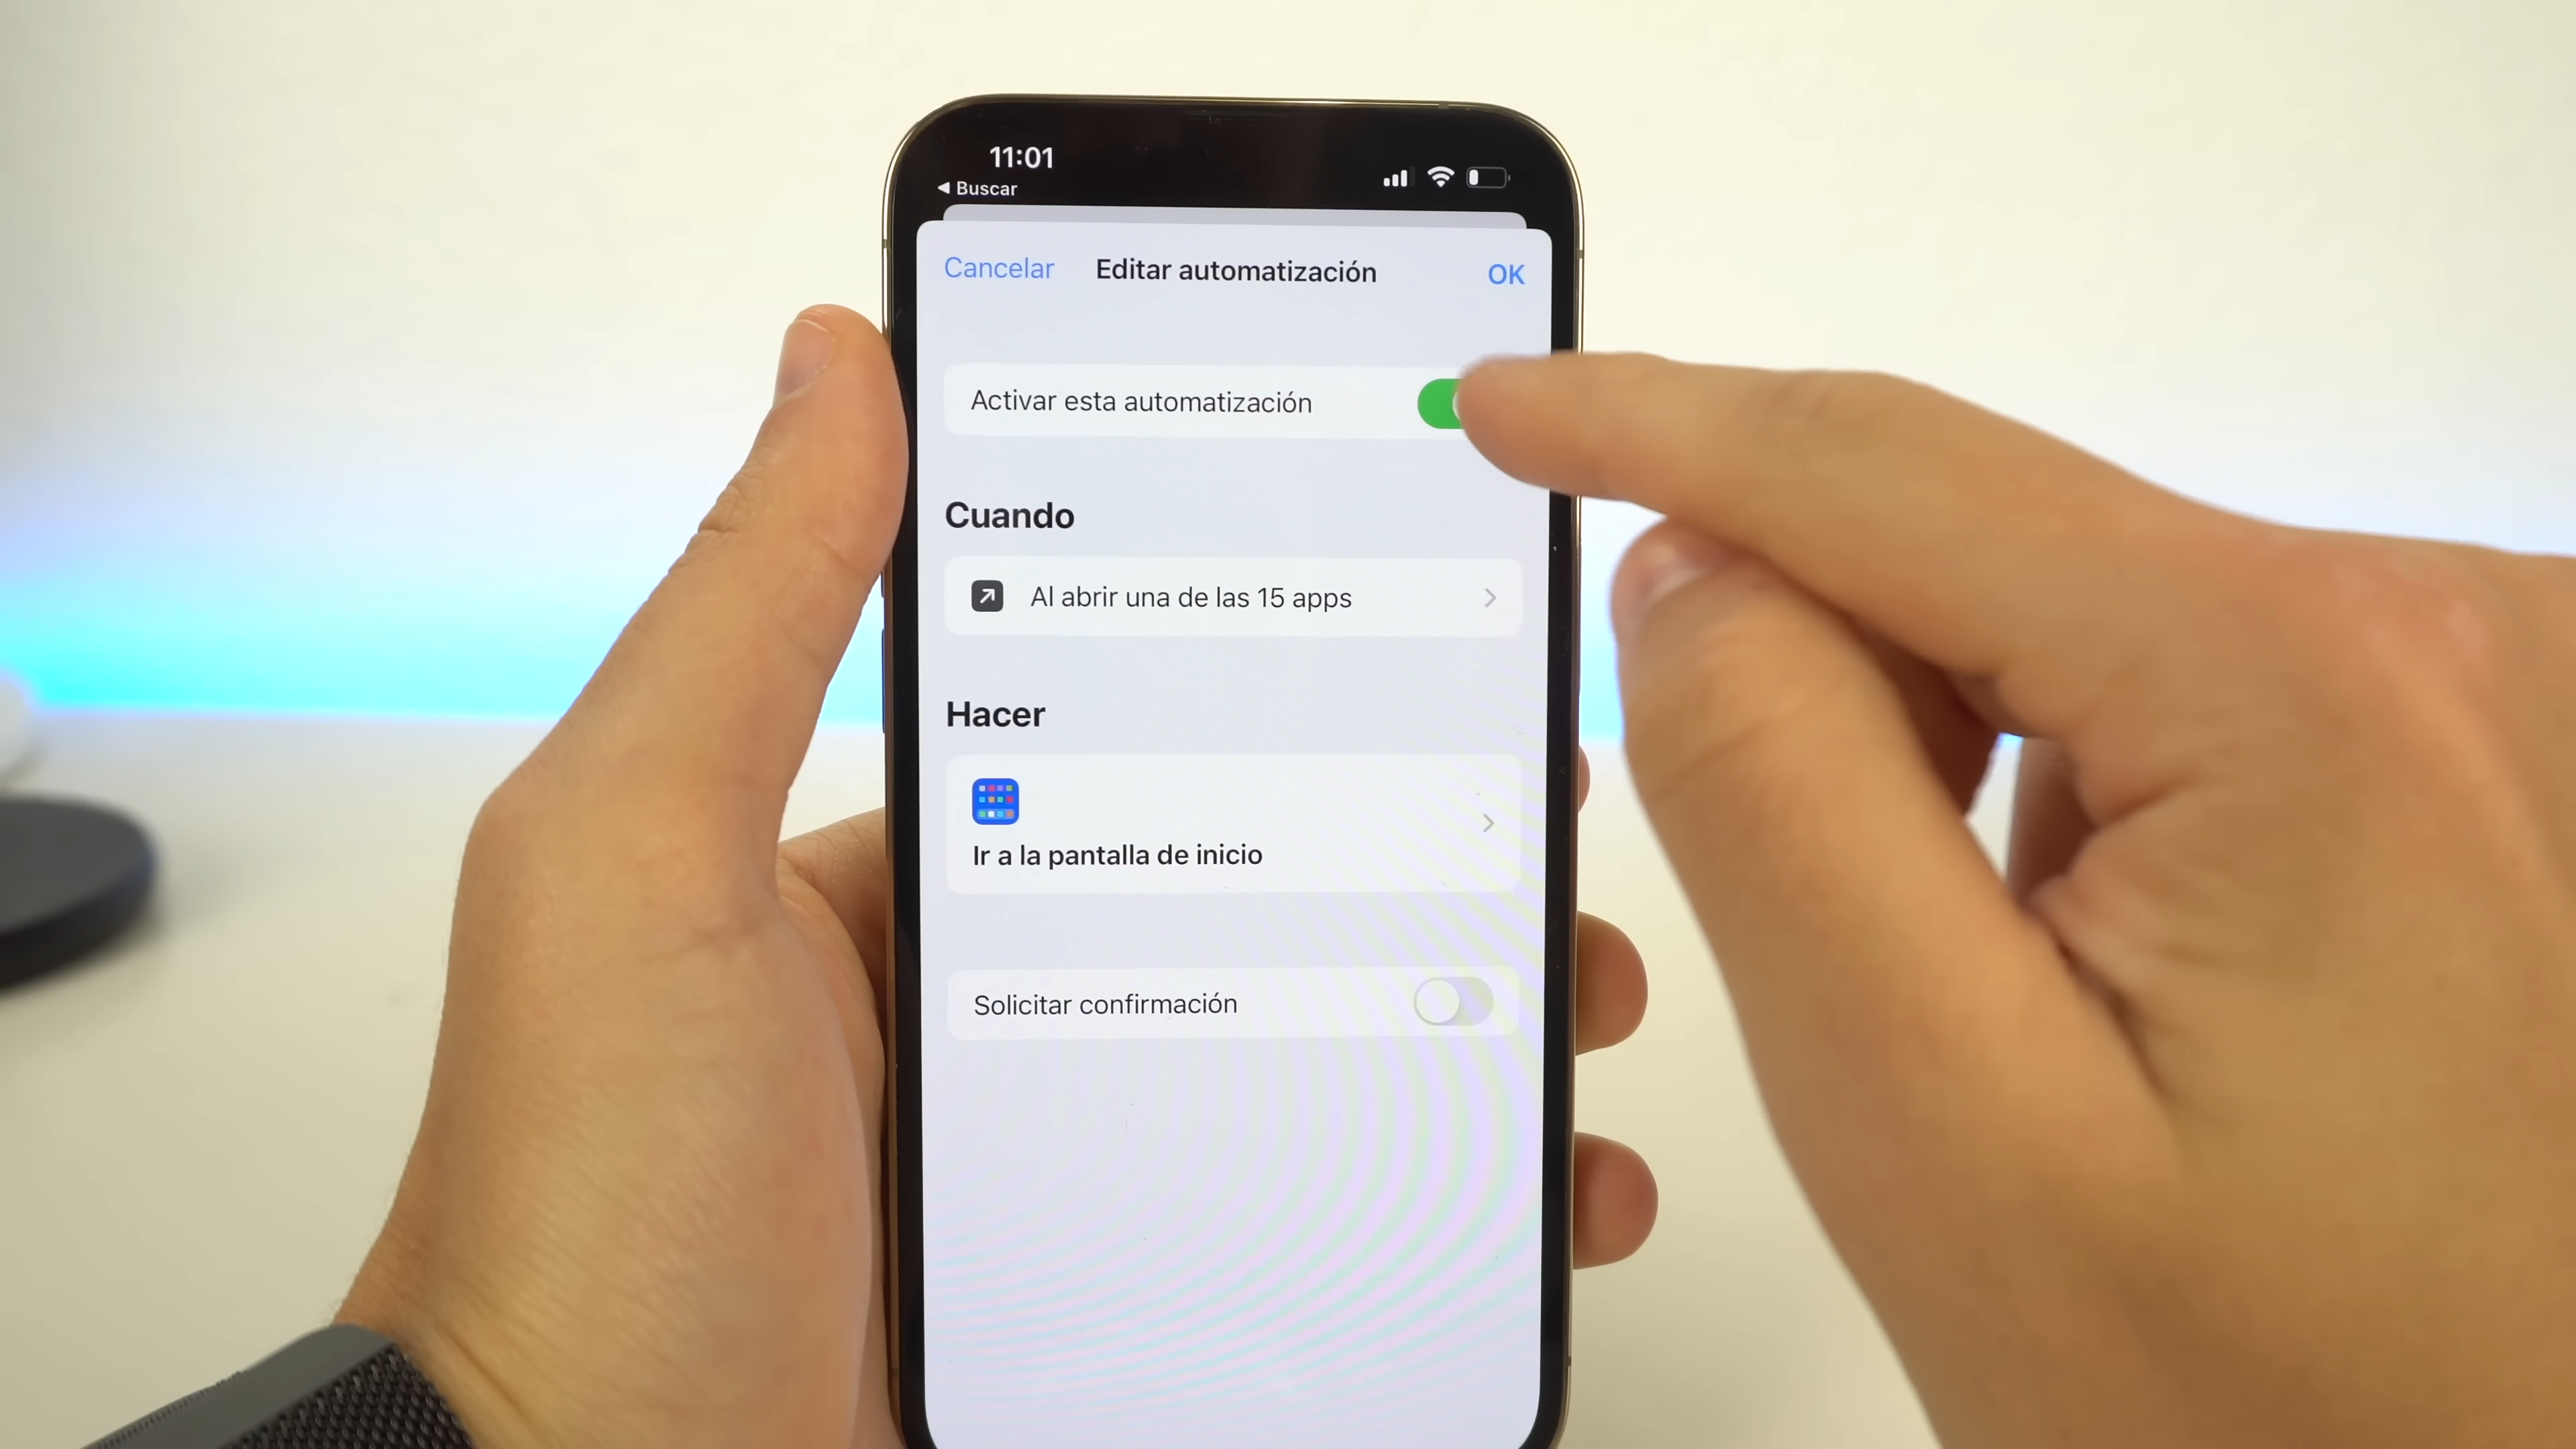 11:01
◀ Buscar
Cancelar
Editar automatización
OK
Activar esta automatización
Cuando
Al abrir una de las 15 apps
Hacer
Ir a la pantalla de inicio
Solicitar confirmación